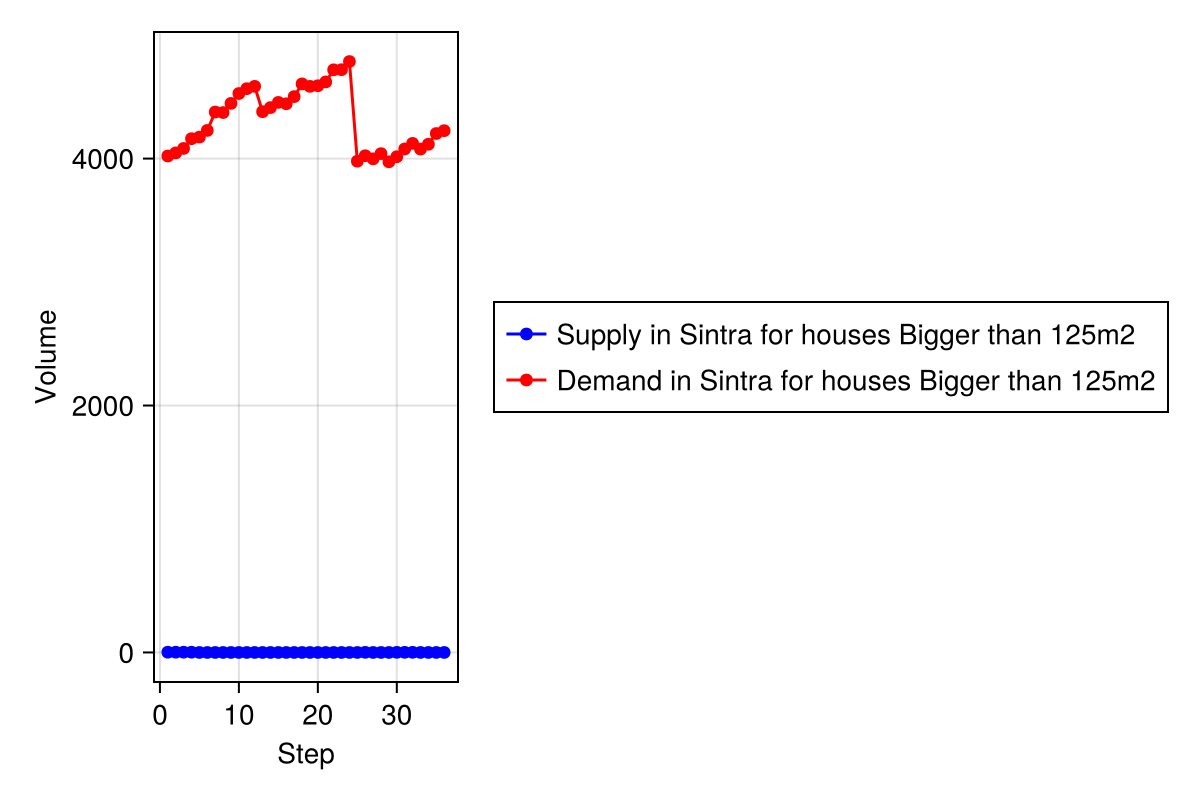 Volume
4000
2000
0
0 10 20 30
Step
Supply in Sintra for houses Bigger than 125m2
Demand in Sintra for houses Bigger than 125m2